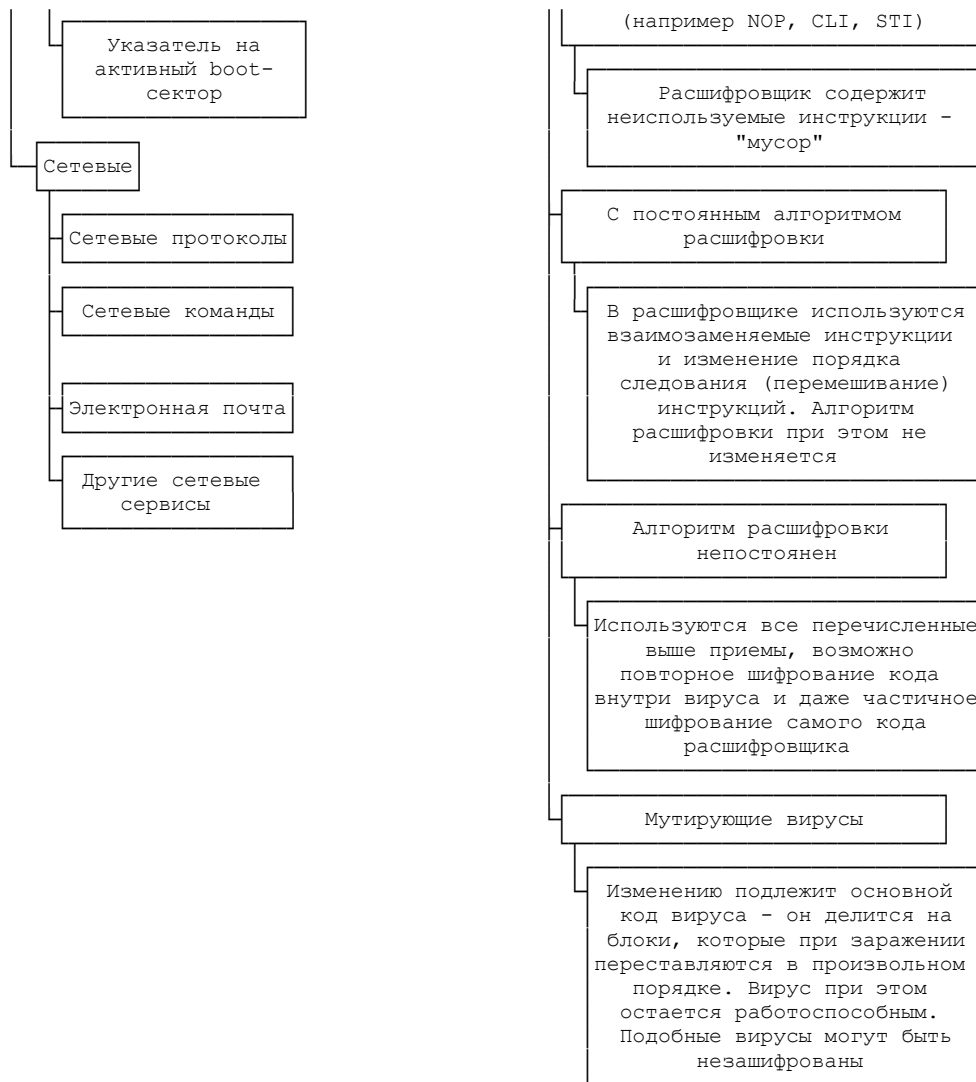 Указатель на
активный boot-
сектор
Сетевые
Сетевые протоколы
Сетевые команды
Электронная почта
Другие сетевые
сервисы
(например NOP, CLI, STI)
Расшифровщик содержит
неиспользуемые инструкции -
"мусор"
С постоянным алгоритмом
расшифровки
В расшифровщике используются
взаимозаменяемые инструкции
и изменение порядка
следования (перемешивание)
инструкций. Алгоритм
расшифровки при этом не
изменяется
Алгоритм расшифровки
непостоянен
Используются все перечисленные
выше приемы, возможно
повторное шифрование кода
внутри вируса и даже частичное
шифрование самого кода
расшифровщика
Мутирующие вирусы
Изменению подлежит основной
код вируса - он делится на
блоки, которые при заражении
переставляются в произвольном
порядке. Вирус при этом
остается работоспособным.
Подобные вирусы могут быть
незашифрованы